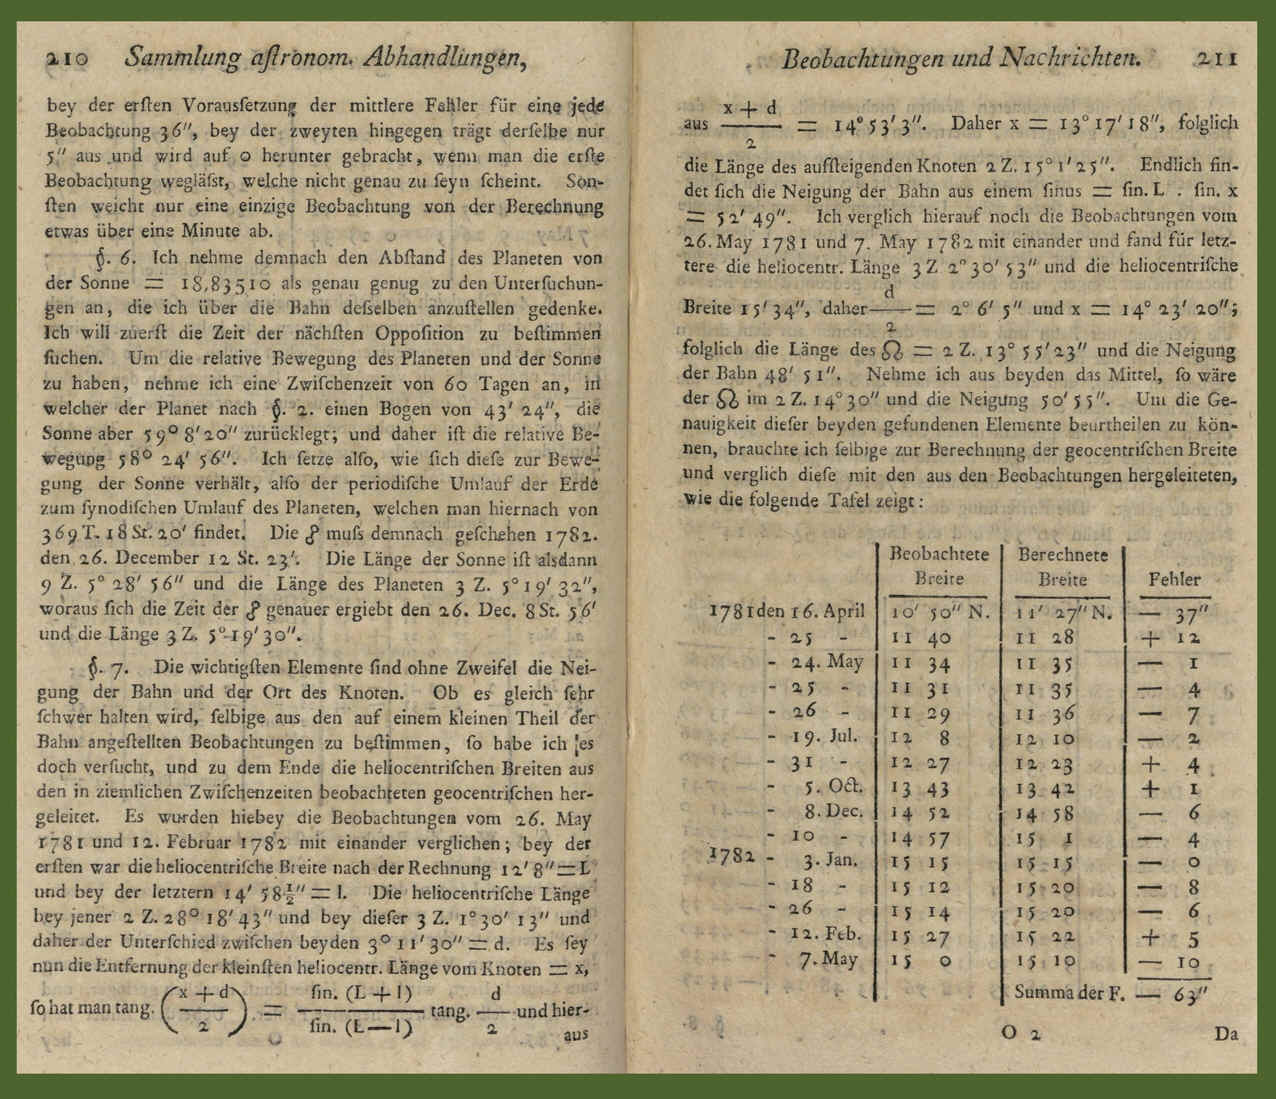 210 Sammlung aſtronom. Abhandlungen,
bey der erſten Vorausſetzung der mittlere Fehler für eine jede
Beobachtung 36″, bey der zweyten hingegen trägt derſelbe nur
5″ aus und wird auf 0 herunter gebracht, wenn man die erſte
Beobachtung wegläſst, welche nicht genau zu ſeyn ſcheint. Son-
ſten weicht nur eine einzige Beobachtung von der Berechnung
etwas über eine Minute ab.
§. 6. Ich nehme demnach den Abſtand des Planeten von
der Sonne = 18,83510 als genau genug zu den Unterſuchun-
gen an, die ich über die Bahn deſſelben anzuſtellen gedenke.
Ich will zuerſt die Zeit der nächſten Oppoſition zu beſtimmen
ſuchen. Um die relative Bewegung des Planeten und der Sonne
zu haben, nehme ich eine Zwiſchenzeit von 60 Tagen an, in
welcher der Planet nach §. 2. einen Bogen von 43′ 24″, die
Sonne aber 59° 8′ 20″ zurücklegt; und daher iſt die relative Be-
wegung 58° 24′ 56″. Ich ſetze alſo, wie ſich dieſe zur Bewe-
gung der Sonne verhält, alſo der periodiſche Umlauf der Erde
zum ſynodiſchen Umlauf des Planeten, welchen man hiernach von
369 T. 18 St. 20′ findet. Die ☍ muſs demnach geſchehen 1782.
den 26. December 12 St. 23′. Die Länge der Sonne iſt alsdann
9 Z. 5° 28′ 56″ und die Länge des Planeten 3 Z. 5° 19′ 32″,
woraus ſich die Zeit der ☍ genauer ergiebt den 26. Dec. 8 St. 56′
und die Länge 3 Z. 5° 19′ 30″.
§. 7. Die wichtigſten Elemente ſind ohne Zweifel die Nei-
gung der Bahn und der Ort des Knoten. Ob es gleich ſehr
ſchwer halten wird, ſelbige aus den auf einem kleinen Theil der
Bahn angeſtellten Beobachtungen zu beſtimmen, ſo habe ich es
doch verſucht, und zu dem Ende die heliocentriſchen Breiten aus
den in ziemlichen Zwiſchenzeiten beobachteten geocentriſchen her-
geleitet. Es wurden hiebey die Beobachtungen vom 26. May
1781 und 12. Februar 1782 mit einander verglichen; bey der
erſten war die heliocentriſche Breite nach der Rechnung 12′ 8″ = L
und bey der letztern 14′ 58½″ = l. Die heliocentriſche Länge
bey jener 2 Z. 28° 18′ 43″ und bey dieſer 3 Z. 1° 30′ 13″ und
daher der Unterſchied zwiſchen beyden 3° 11′ 30″ = d. Es ſey
nun die Entfernung der kleinſten heliocentr. Länge vom Knoten = x,
ſo hat man tang. (x + d / 2) = ſin. (L + l) / ſin. (L — l) tang. d / 2 und hier-
aus
Beobachtungen und Nachrichten. 211
aus x + d / 2 = 14° 53′ 3″. Daher x = 13° 17′ 18″, folglich
die Länge des aufſteigenden Knoten 2 Z. 15° 1′ 25″. Endlich fin-
det ſich die Neigung der Bahn aus einem ſinus = ſin. L . ſin. x
= 52′ 49″. Ich verglich hierauf noch die Beobachtungen vom
26. May 1781 und 7. May 1782 mit einander und fand für letz-
tere die heliocentr. Länge 3 Z 2° 30′ 53″ und die heliocentriſche
Breite 15′ 34″, daher d / 2 = 2° 6′ 5″ und x = 14° 23′ 20″;
folglich die Länge des ☊ = 2 Z. 13° 55′ 23″ und die Neigung
der Bahn 48′ 51″. Nehme ich aus beyden das Mittel, ſo wäre
der ☊ im 2 Z. 14° 30″ und die Neigung 50′ 55″. Um die Ge-
nauigkeit dieſer beyden gefundenen Elemente beurtheilen zu kön-
nen, brauchte ich ſelbige zur Berechnung der geocentriſchen Breite
und verglich dieſe mit den aus den Beobachtungen hergeleiteten,
wie die folgende Tafel zeigt:
Beobachtete Berechnete
Breite Breite Fehler
1781 den 16. April 10′ 50″ N. 11′ 27″ N. — 37″
- 25 - 11 40 11 28 + 12
- 24. May 11 34 11 35 — 1
- 25 - 11 31 11 35 — 4
- 26 - 11 29 11 36 — 7
- 19. Jul. 12 8 12 10 — 2
- 31 - 12 27 12 23 + 4
- 5. Oct. 13 43 13 42 + 1
- 8. Dec. 14 52 14 58 — 6
- 10 - 14 57 15 1 — 4
1782 - 3. Jan. 15 15 15 15 — 0
- 18 - 15 12 15 20 — 8
- 26 - 15 14 15 20 — 6
- 12. Feb. 15 27 15 22 + 5
- 7. May 15 0 15 10 — 10
Summa der F. — 63″
O 2 Da